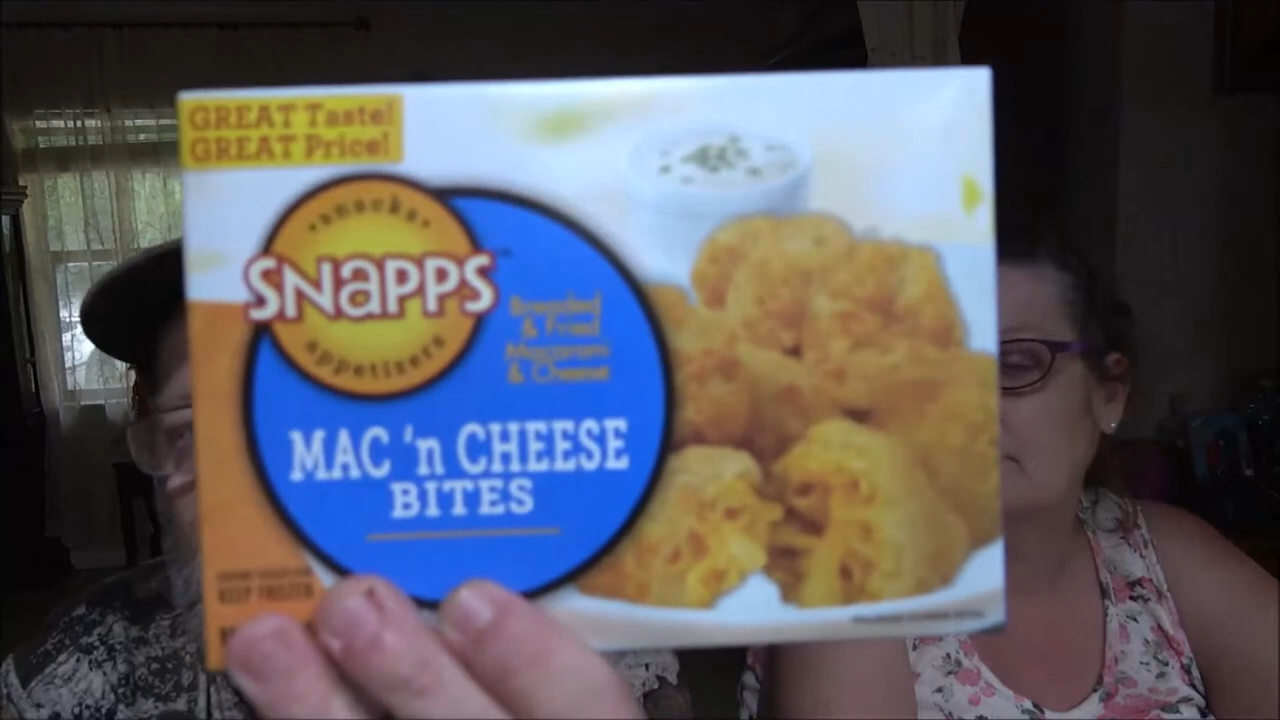 GREAT Taste!
GREAT Price!
snacks
SNaPPS
appetizers
Breaded
& Fried
Macaroni
& Cheese
MAC 'n CHEESE
BITES
KEEP FROZEN